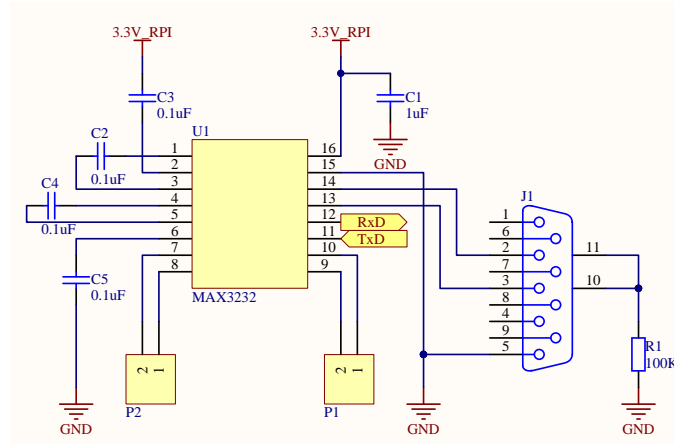 3.3V_RPI 3.3V_RPI
C3
0.1uF
C1
1uF
GND
U1
C2
0.1uF
C4
0.1uF
C5
0.1uF
1 16
2 15
3 14
4 13
5 12 RxD
6 11 TxD
7 10
8 9
MAX3232
J1
1
6
2
7
3
8
4
9
5
11
10
R1
100K
2 1
P2
2 1
P1
GND
GND
GND